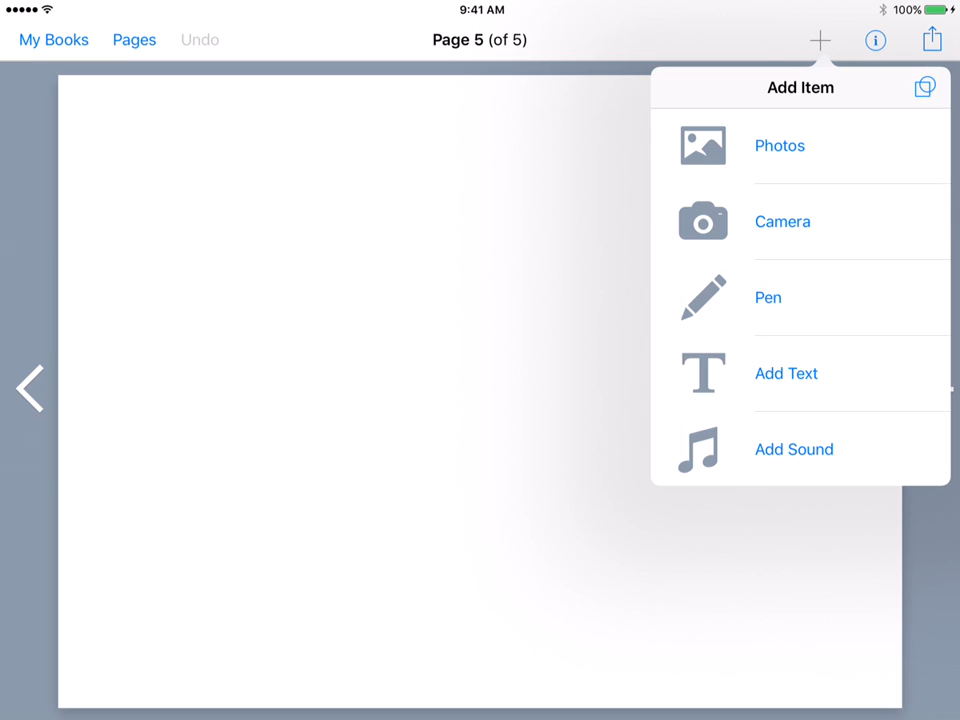 9:41 AM
100%
My Books Pages Undo Page 5 (of 5)
Add Item
Photos
Camera
Pen
Add Text
Add Sound